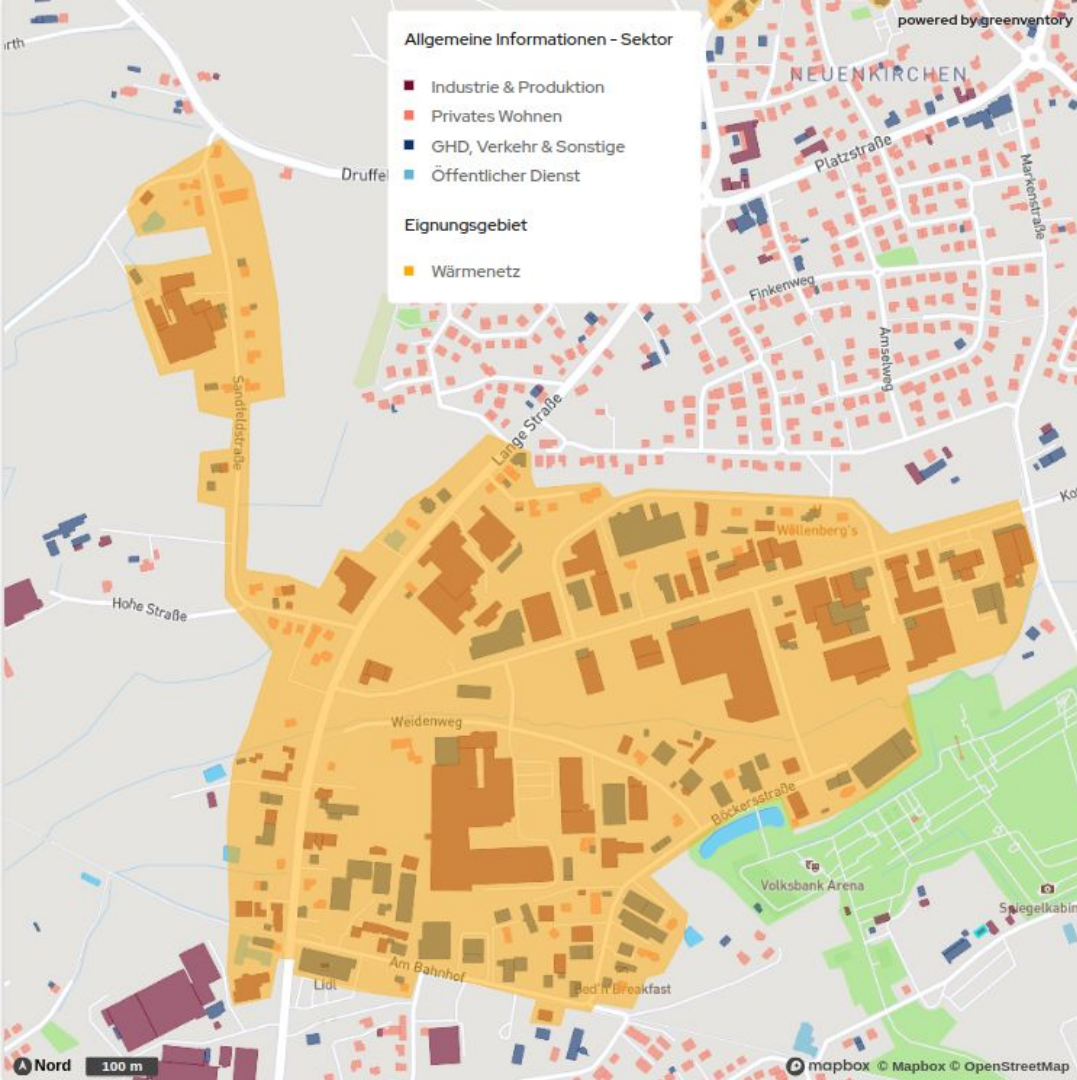 powered by greenventory
Allgemeine Informationen - Sektor
Industrie & Produktion
Privates Wohnen
GHD, Verkehr & Sonstige
Öffentlicher Dienst
Eignungsgebiet
Wärmenetz
NEUENKIRCHEN
Platzstraße
Markenstraße
Druffel
Finkenweg
Amselweg
Sandfeldstraße
Lange Straße
Wöllenberg's
Hohe Straße
Weidenweg
Böckersstraße
Volksbank Arena
Spiegelkabin
Am Bahnhof
Lidl
Bed'n Breakfast
Nord
100 m
mapbox © Mapbox © OpenStreetMap